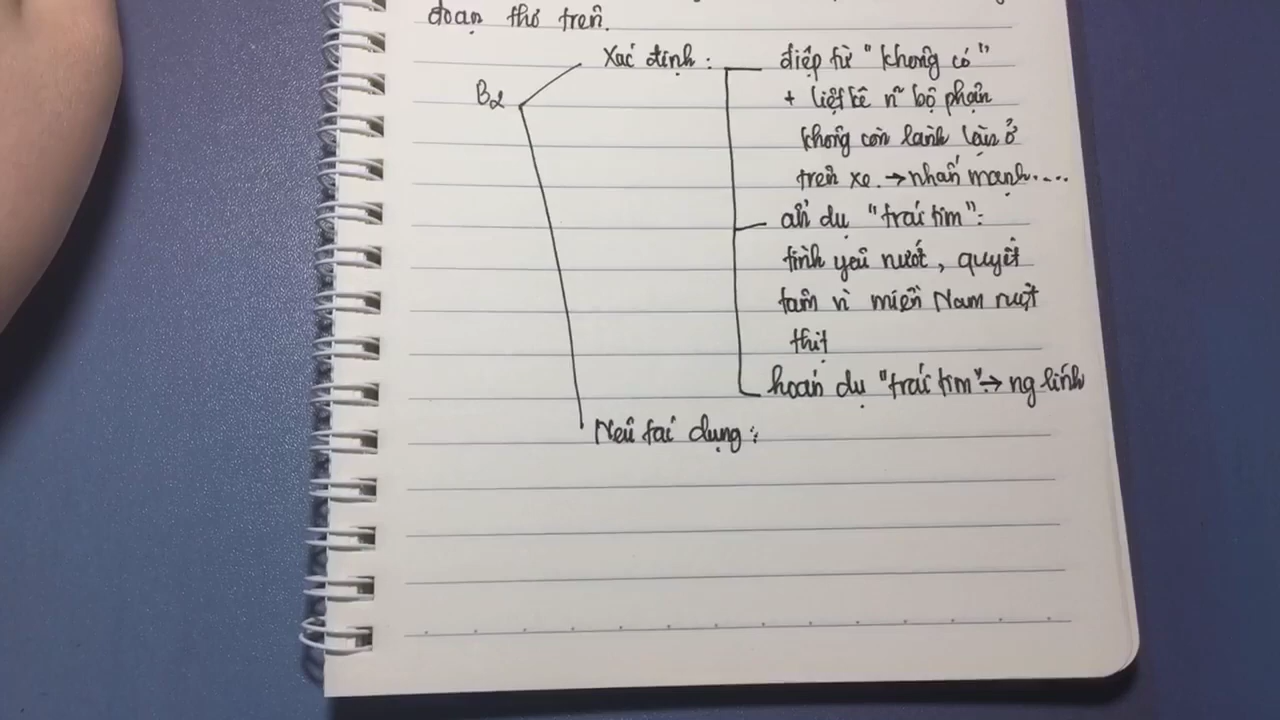 đoạn thơ trên.
Xác định :
điệp từ "không có"
B2
+ liệt kê n~ bộ phận
không còn lành lặn ở
trên xe. → nhấn mạnh....
ẩn dụ "trái tim":
tình yêu nước, quyết
tâm vì miền Nam ruột
thịt
hoán dụ "trái tim" → ng lính
Nêu tác dụng :